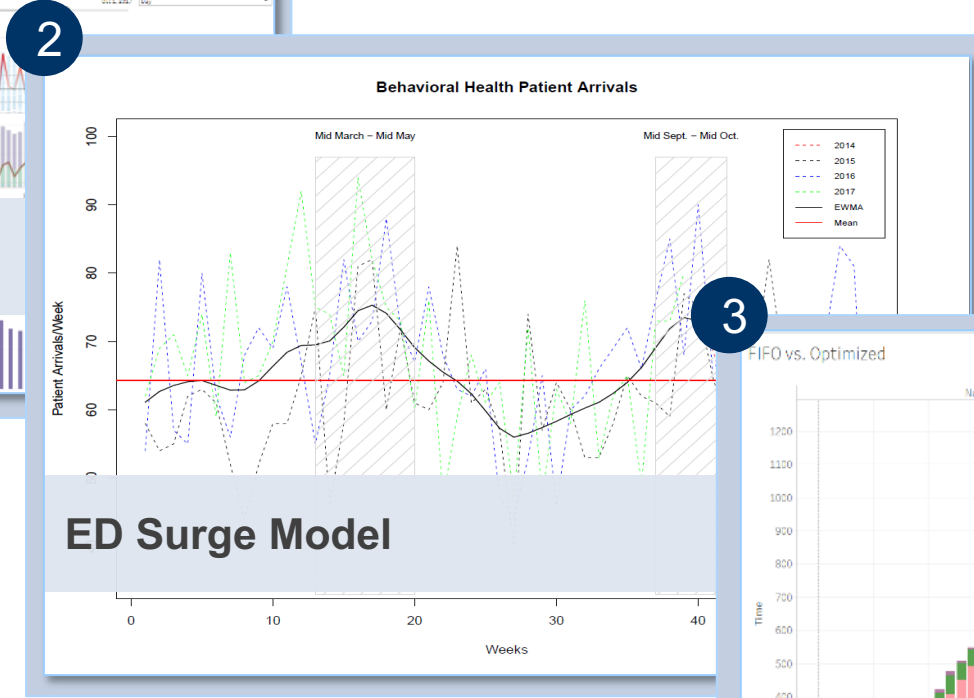 2
Behavioral Health Patient Arrivals
Mid March – Mid May
Mid Sept. – Mid Oct.
2014
2015
2016
2017
EWMA
Mean
100
90
80
70
60
Patient Arrivals/Week
ED Surge Model
0
10
20
30
40
Weeks
3
FIFO vs. Optimized
1200
1100
1000
900
800
700
600
500
400
Time